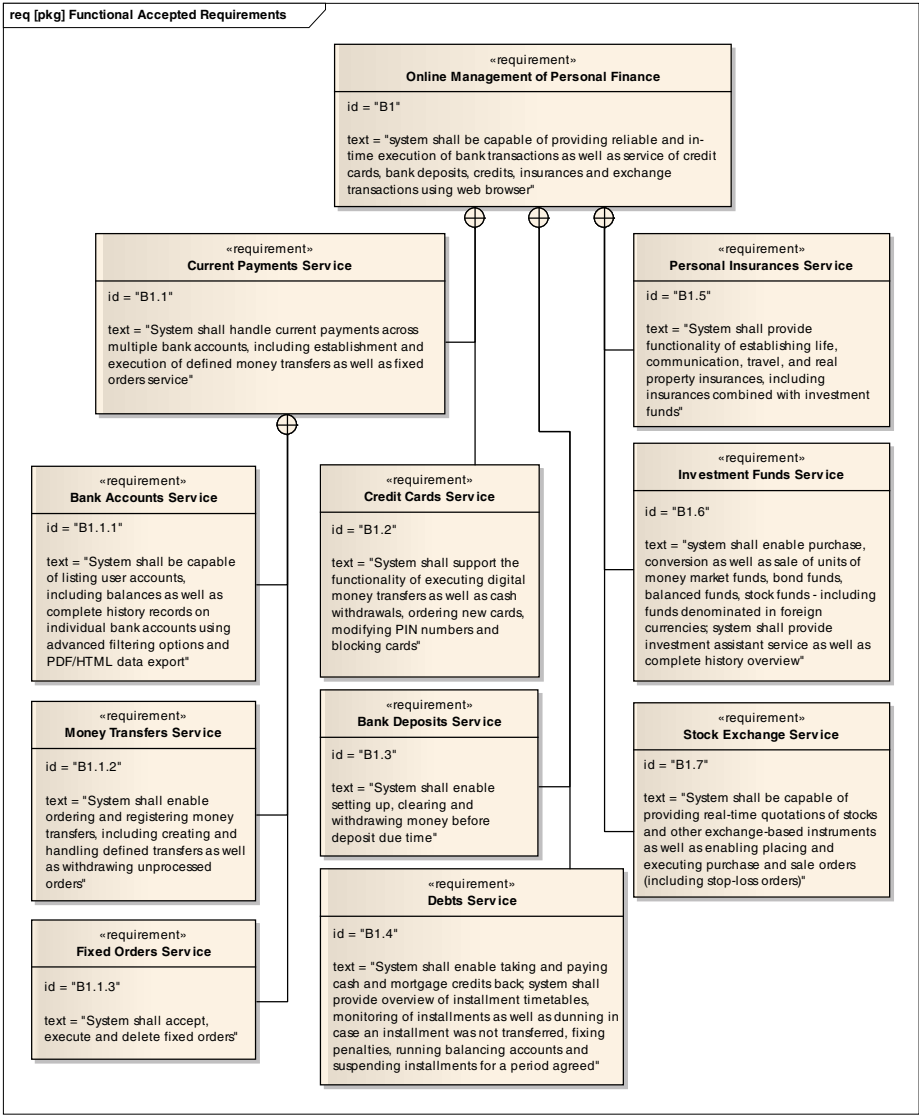 req [pkg] Functional Accepted Requirements
«requirement»
Online Management of Personal Finance
id = "B1"
text = "system shall be capable of providing reliable and in-
time execution of bank transactions as well as service of credit
cards, bank deposits, credits, insurances and exchange
transactions using web browser"
«requirement»
Current Payments Service
id = "B1.1"
text = "System shall handle current payments across
multiple bank accounts, including establishment and
execution of defined money transfers as well as fixed
orders service"
«requirement»
Personal Insurances Service
id = "B1.5"
text = "System shall provide
functionality of establishing life,
communication, travel, and real
property insurances, including
insurances combined with investment
funds"
«requirement»
Bank Accounts Service
id = "B1.1.1"
text = "System shall be capable
of listing user accounts,
including balances as well as
complete history records on
individual bank accounts using
advanced filtering options and
PDF/HTML data export"
«requirement»
Credit Cards Service
id = "B1.2"
text = "System shall support the
functionality of executing digital
money transfers as well as cash
withdrawals, ordering new cards,
modifying PIN numbers and
blocking cards"
«requirement»
Investment Funds Service
id = "B1.6"
text = "system shall enable purchase,
conversion as well as sale of units of
money market funds, bond funds,
balanced funds, stock funds - including
funds denominated in foreign
currencies; system shall provide
investment assistant service as well as
complete history overview"
«requirement»
Money Transfers Service
id = "B1.1.2"
text = "System shall enable
ordering and registering money
transfers, including creating and
handling defined transfers as well
as withdrawing unprocessed
orders"
«requirement»
Bank Deposits Service
id = "B1.3"
text = "System shall enable
setting up, clearing and
withdrawing money before
deposit due time"
«requirement»
Stock Exchange Service
id = "B1.7"
text = "System shall be capable of
providing real-time quotations of stocks
and other exchange-based instruments
as well as enabling placing and
executing purchase and sale orders
(including stop-loss orders)"
«requirement»
Fixed Orders Service
id = "B1.1.3"
text = "System shall accept,
execute and delete fixed orders"
«requirement»
Debts Service
id = "B1.4"
text = "System shall enable taking and paying
cash and mortgage credits back; system shall
provide overview of installment timetables,
monitoring of installments as well as dunning in
case an installment was not transferred, fixing
penalties, running balancing accounts and
suspending installments for a period agreed"